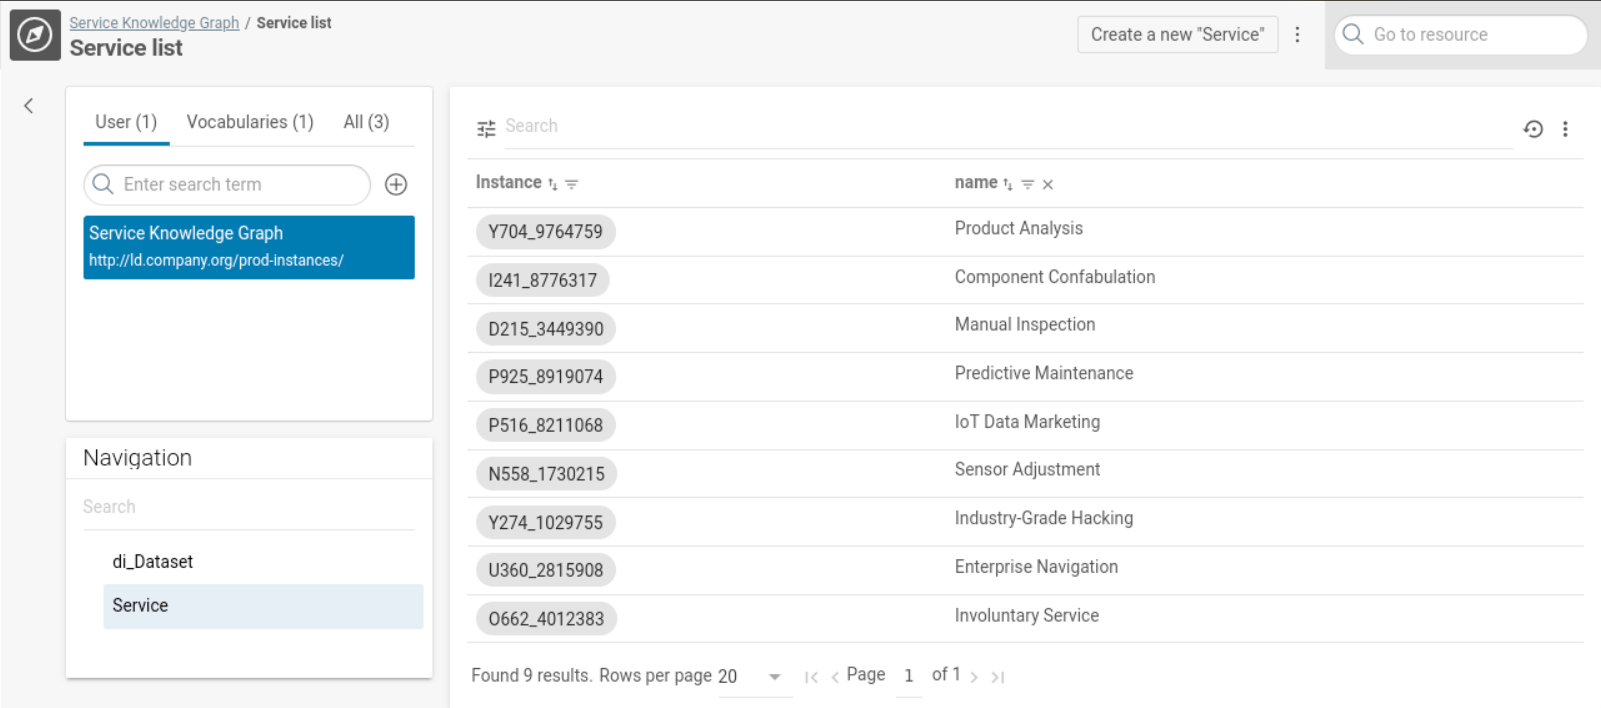 Service Knowledge Graph / Service list
Service list
Create a new "Service"
Go to resource
User (1) Vocabularies (1) All (3)
Enter search term
Service Knowledge Graph
http://ld.company.org/prod-instances/
Navigation
Search
di_Dataset
Service
Search
Instance name
Y704_9764759 Product Analysis
I241_8776317 Component Confabulation
D215_3449390 Manual Inspection
P925_8919074 Predictive Maintenance
P516_8211068 IoT Data Marketing
N558_1730215 Sensor Adjustment
Y274_1029755 Industry-Grade Hacking
U360_2815908 Enterprise Navigation
O662_4012383 Involuntary Service
Found 9 results. Rows per page 20 Page 1 of 1